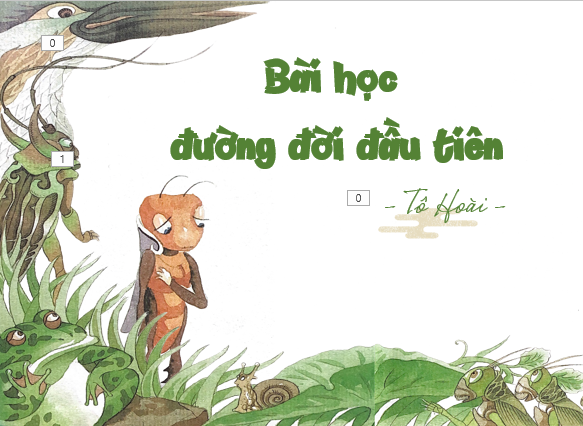 0
Bài học
1
đường đời đầu tiên
0
- Tô Hoài -